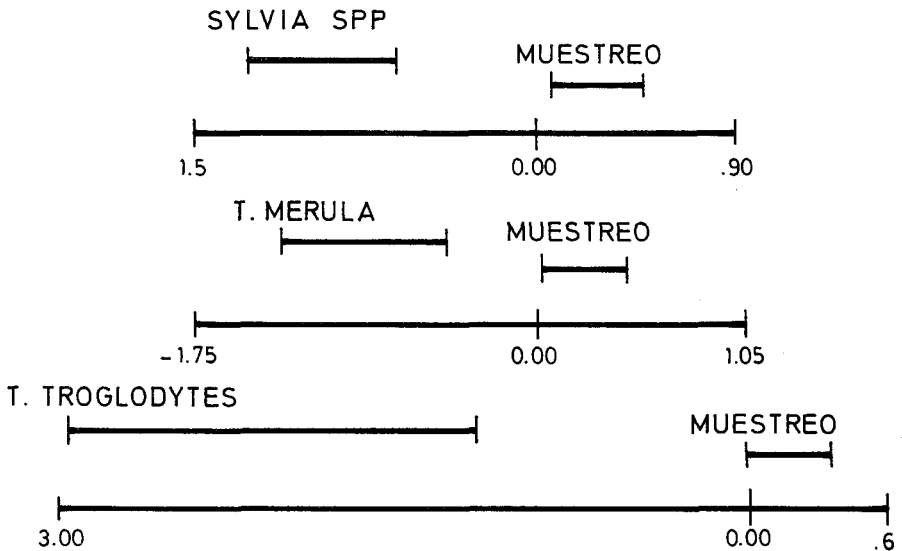 SYLVIA SPP
MUESTREO
1.5 0.00 .90
T. MERULA
MUESTREO
-1.75 0.00 1.05
T. TROGLODYTES
MUESTREO
3.00 0.00 .6